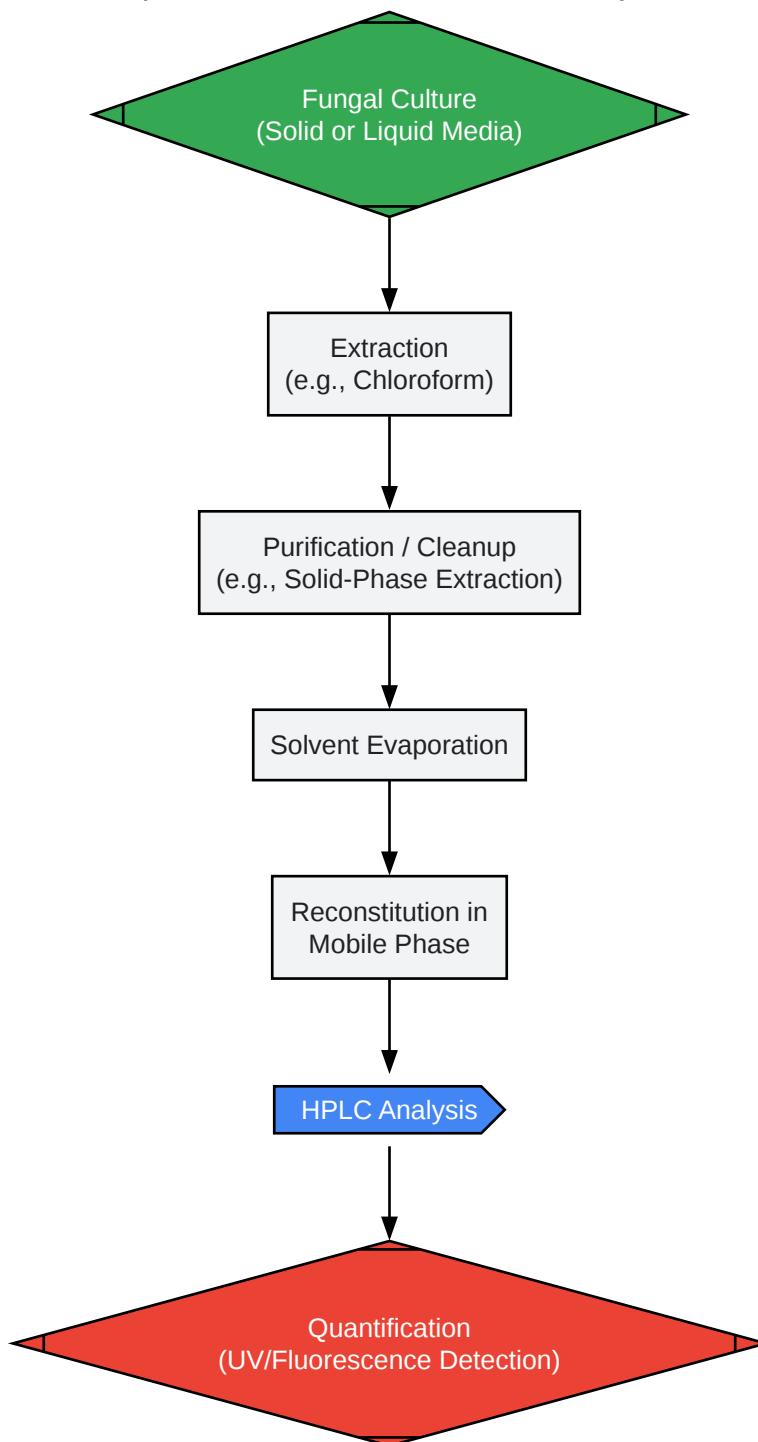 Fungal Culture
(Solid or Liquid Media)
Extraction
(e.g., Chloroform)
Purification / Cleanup
(e.g., Solid-Phase Extraction)
Solvent Evaporation
Reconstitution in
Mobile Phase
HPLC Analysis
Quantification
(UV/Fluorescence Detection)